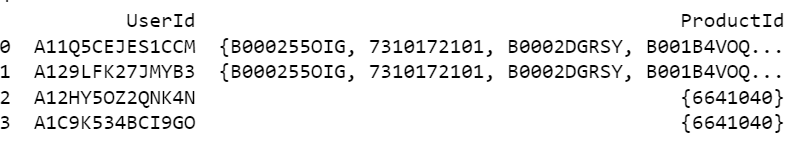 UserId ProductId
0 A11Q5CEJES1CCM {B000255OIG, 7310172101, B0002DGRSY, B001B4VOQ...
1 A129LFK27JMYB3 {B000255OIG, 7310172101, B0002DGRSY, B001B4VOQ...
2 A12HY5OZ2QNK4N {6641040}
3 A1C9K534BCI9GO {6641040}